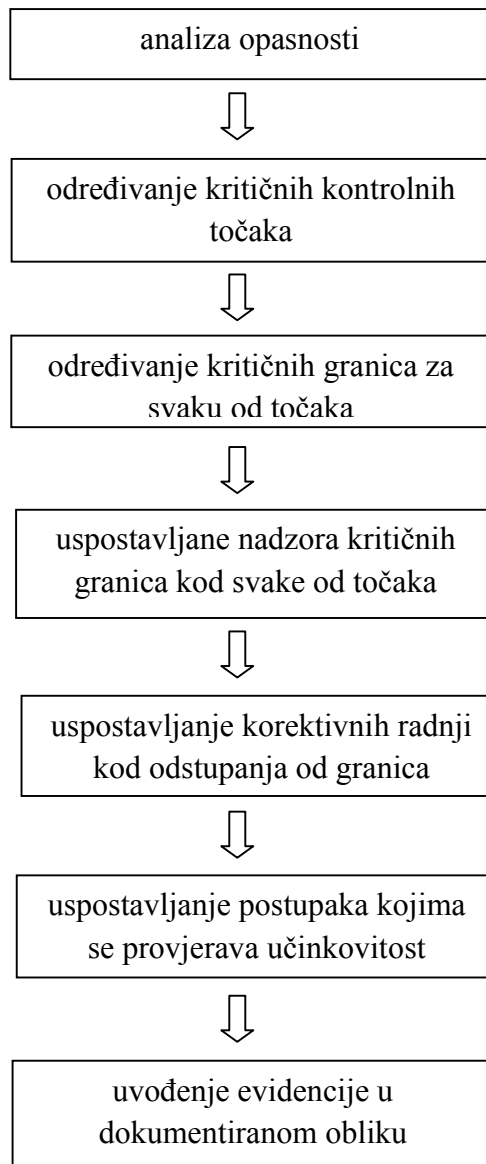 analiza opasnosti
određivanje kritičnih kontrolnih
točaka
određivanje kritičnih granica za
svaku od točaka
uspostavljane nadzora kritičnih
granica kod svake od točaka
uspostavljanje korektivnih radnji
kod odstupanja od granica
uspostavljanje postupaka kojima
se provjerava učinkovitost
uvođenje evidencije u
dokumentiranom obliku